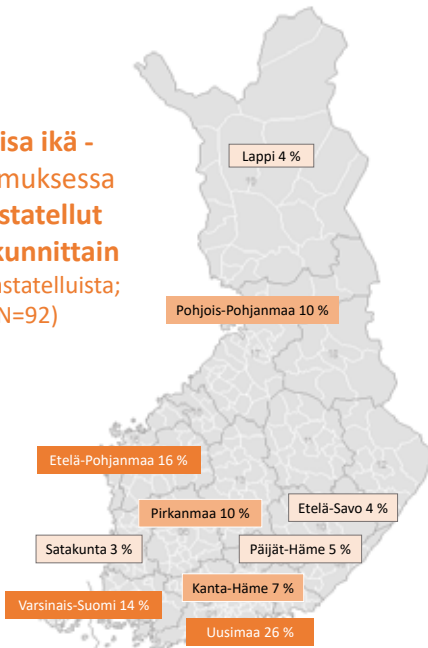 isa ikä -
muksessa
statellut
kunnittain
astatelluista;
N=92)
Lappi 4 %
Pohjois-Pohjanmaa 10 %
Etelä-Pohjanmaa 16 %
Pirkanmaa 10 %
Etelä-Savo 4 %
Satakunta 3 %
Päijät-Häme 5 %
Kanta-Häme 7 %
Varsinais-Suomi 14 %
Uusimaa 26 %